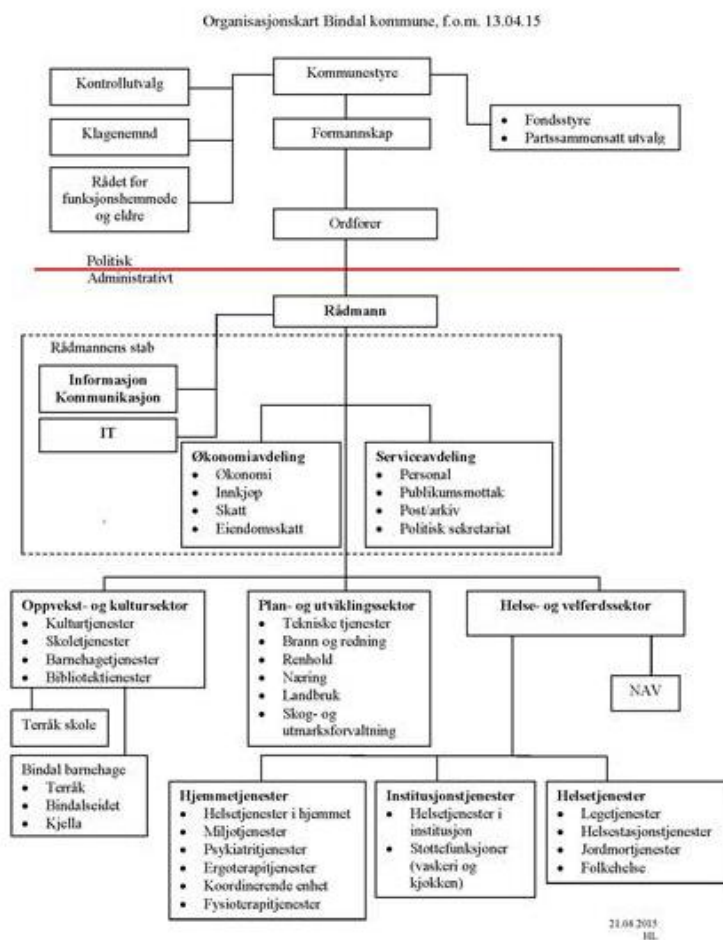 Organisasjonskart Bindal kommune, f.o.m. 13.04.15
Kommunestyre
Kontrollutvalg
Klagenemnd
Rådet for
funksjonshemmede
og eldre
Formannskap
• Fondsstyre
• Partssammensatt utvalg
Ordfører
Politisk
Administrativt
Rådmann
Rådmannens stab
Informasjon
Kommunikasjon
IT
Økonomiavdeling
• Økonomi
• Innkjøp
• Skatt
• Eiendomsskatt
Serviceavdeling
• Personal
• Publikumsmottak
• Post/arkiv
• Politisk sekretariat
Oppvekst- og kultursektor
• Kulturtjenester
• Skoletjenester
• Barnehagetjenester
• Bibliotektjenester
Terråk skole
Bindal barnehage
• Terråk
• Bindalseidet
• Kjella
Plan- og utviklingssektor
• Tekniske tjenester
• Brann og redning
• Renhold
• Næring
• Landbruk
• Skog- og
utmarksforvaltning
Helse- og velferdssektor
NAV
Hjemmetjenester
• Helsetjenester i hjemmet
• Miljøtjenester
• Psykiatritjenester
• Ergoterapitjenester
• Koordinerende enhet
• Fysioterapitjenester
Institusjonstjenester
• Helsetjenester i
institusjon
• Støttefunksjoner
(vaskeri og
kjøkken)
Helsetjenester
• Legetjenester
• Helsestasjonstjenester
• Jordmortjenester
• Folkehelse
21.08.2015
HL